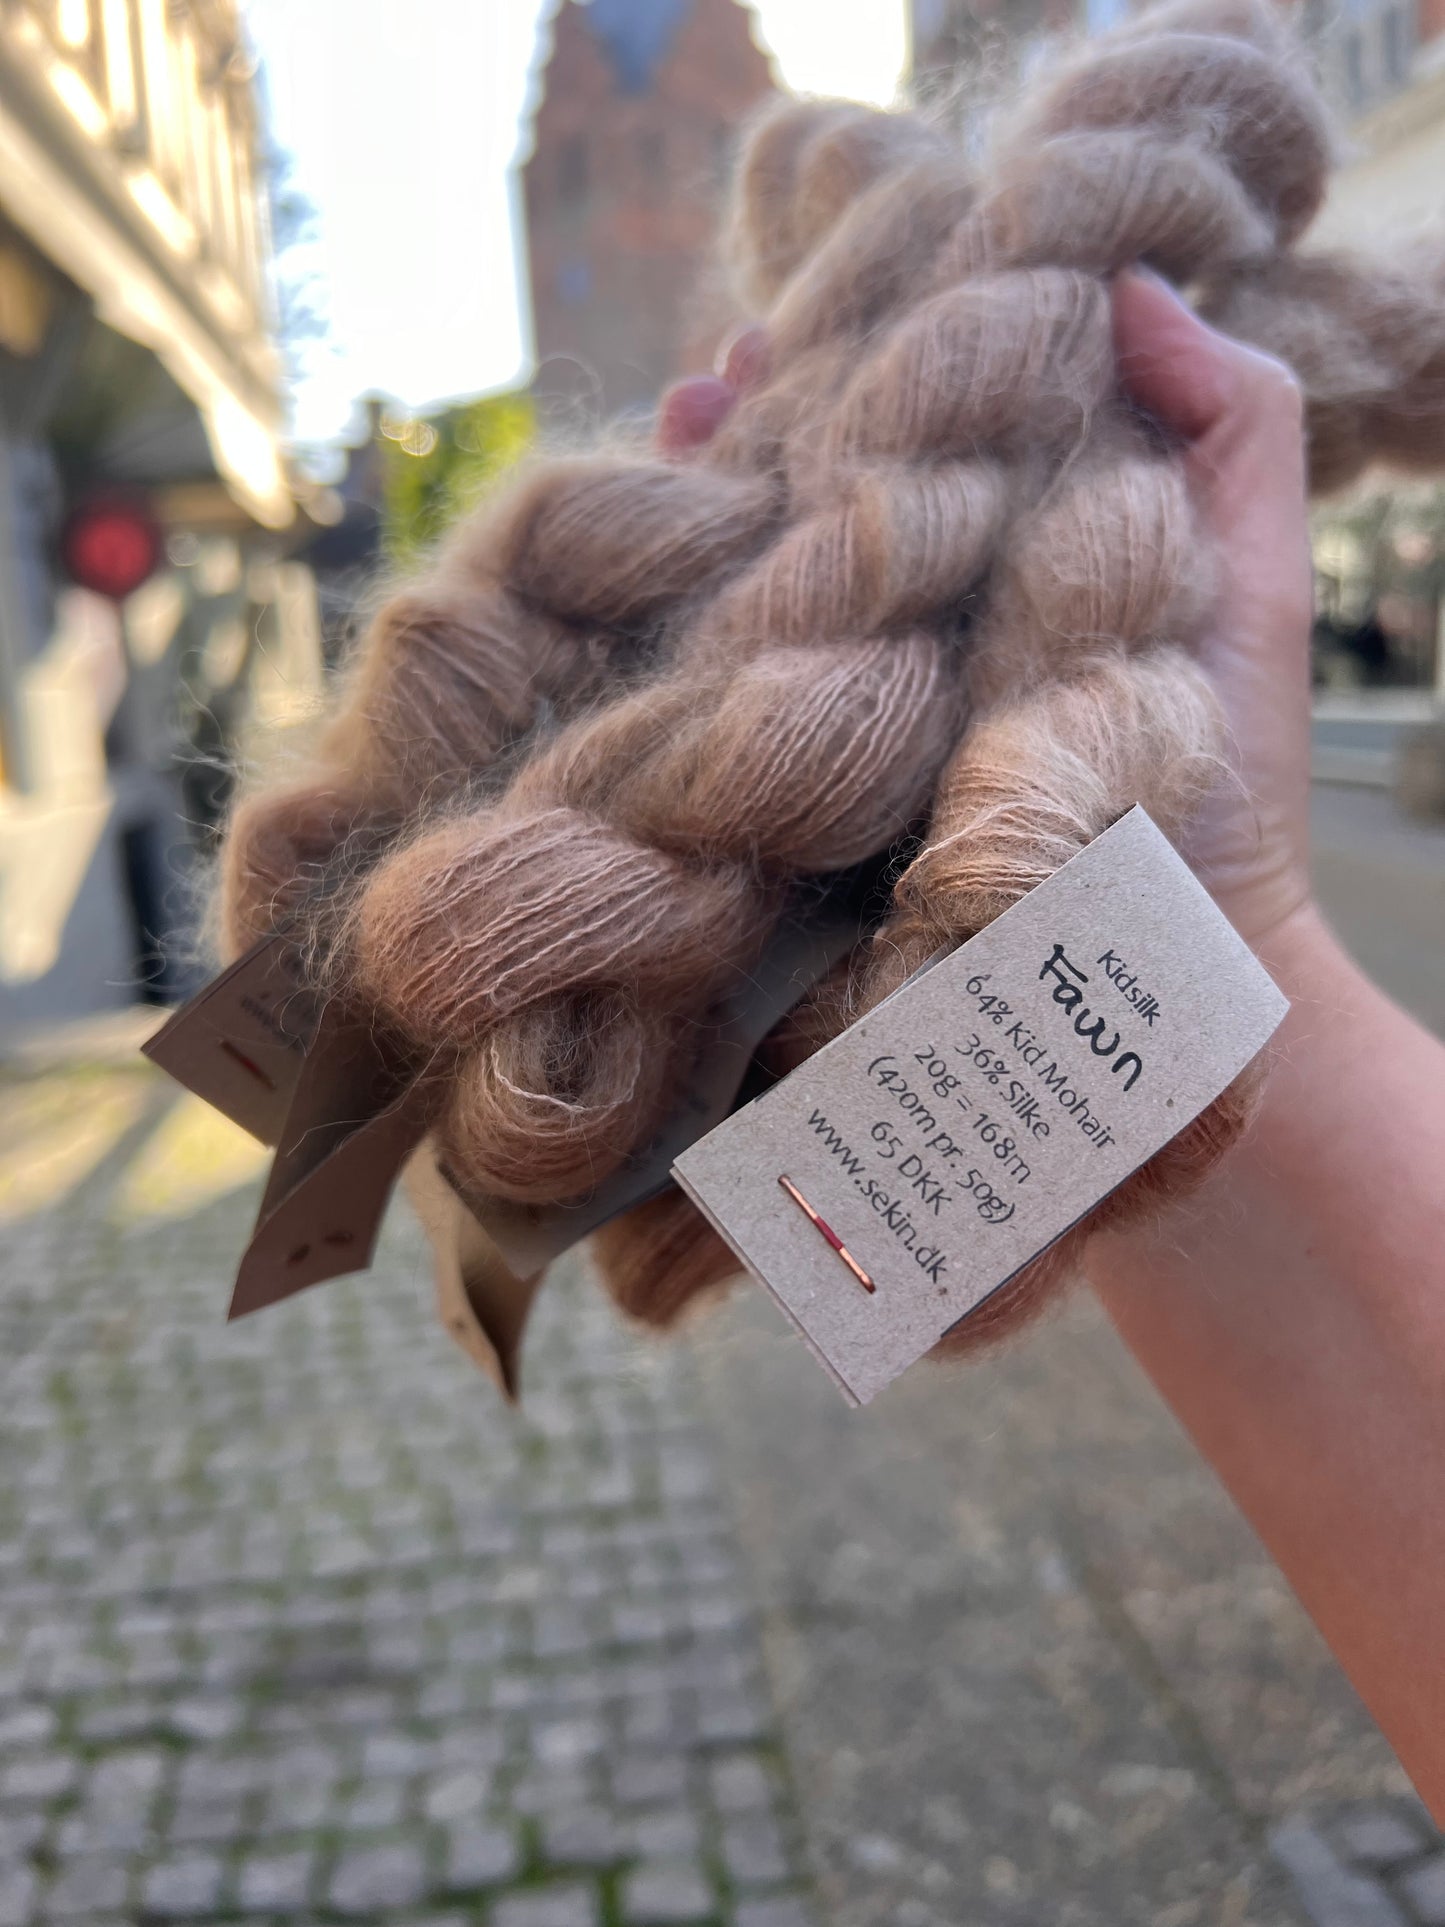 Kidsilk
Fawn
64% Kid Mohair
36% Silke
20g = 168m
(420m pr. 50g)
65 DKK
www.sekin.dk